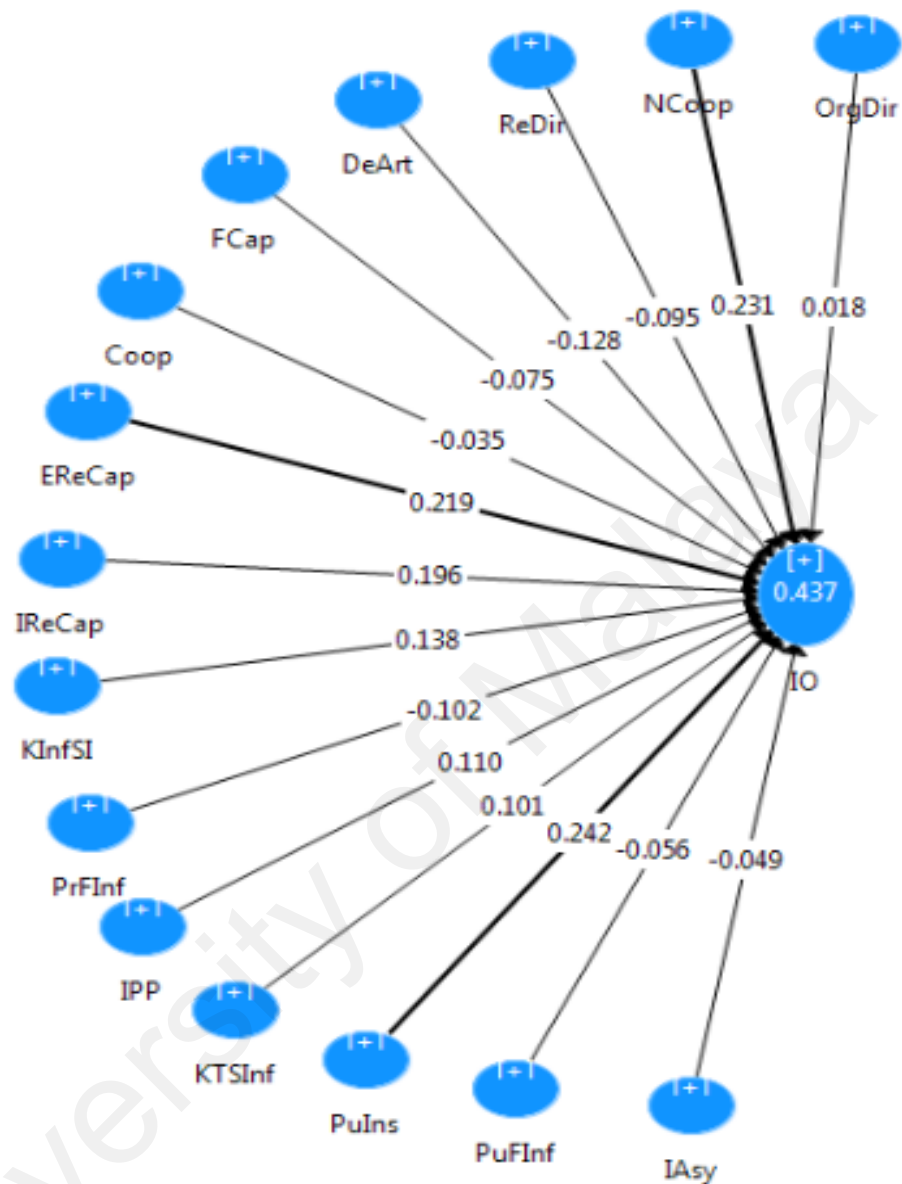 [+]
OrgDir
[+]
NCoop
[+]
ReDir
[+]
DeArt
[+]
FCap
[+]
Coop
[+]
EReCap
[+]
IReCap
[+]
KInfSI
[+]
PrFInf
[+]
IPP
[+]
KTSInf
[+]
PuIns
[+]
PuFInf
[+]
IAsy
0.018
0.231
-0.095
-0.128
-0.075
-0.035
0.219
0.196
0.138
-0.102
0.110
0.101
0.242
-0.056
-0.049
[+]
0.437
IO
University of Malaya